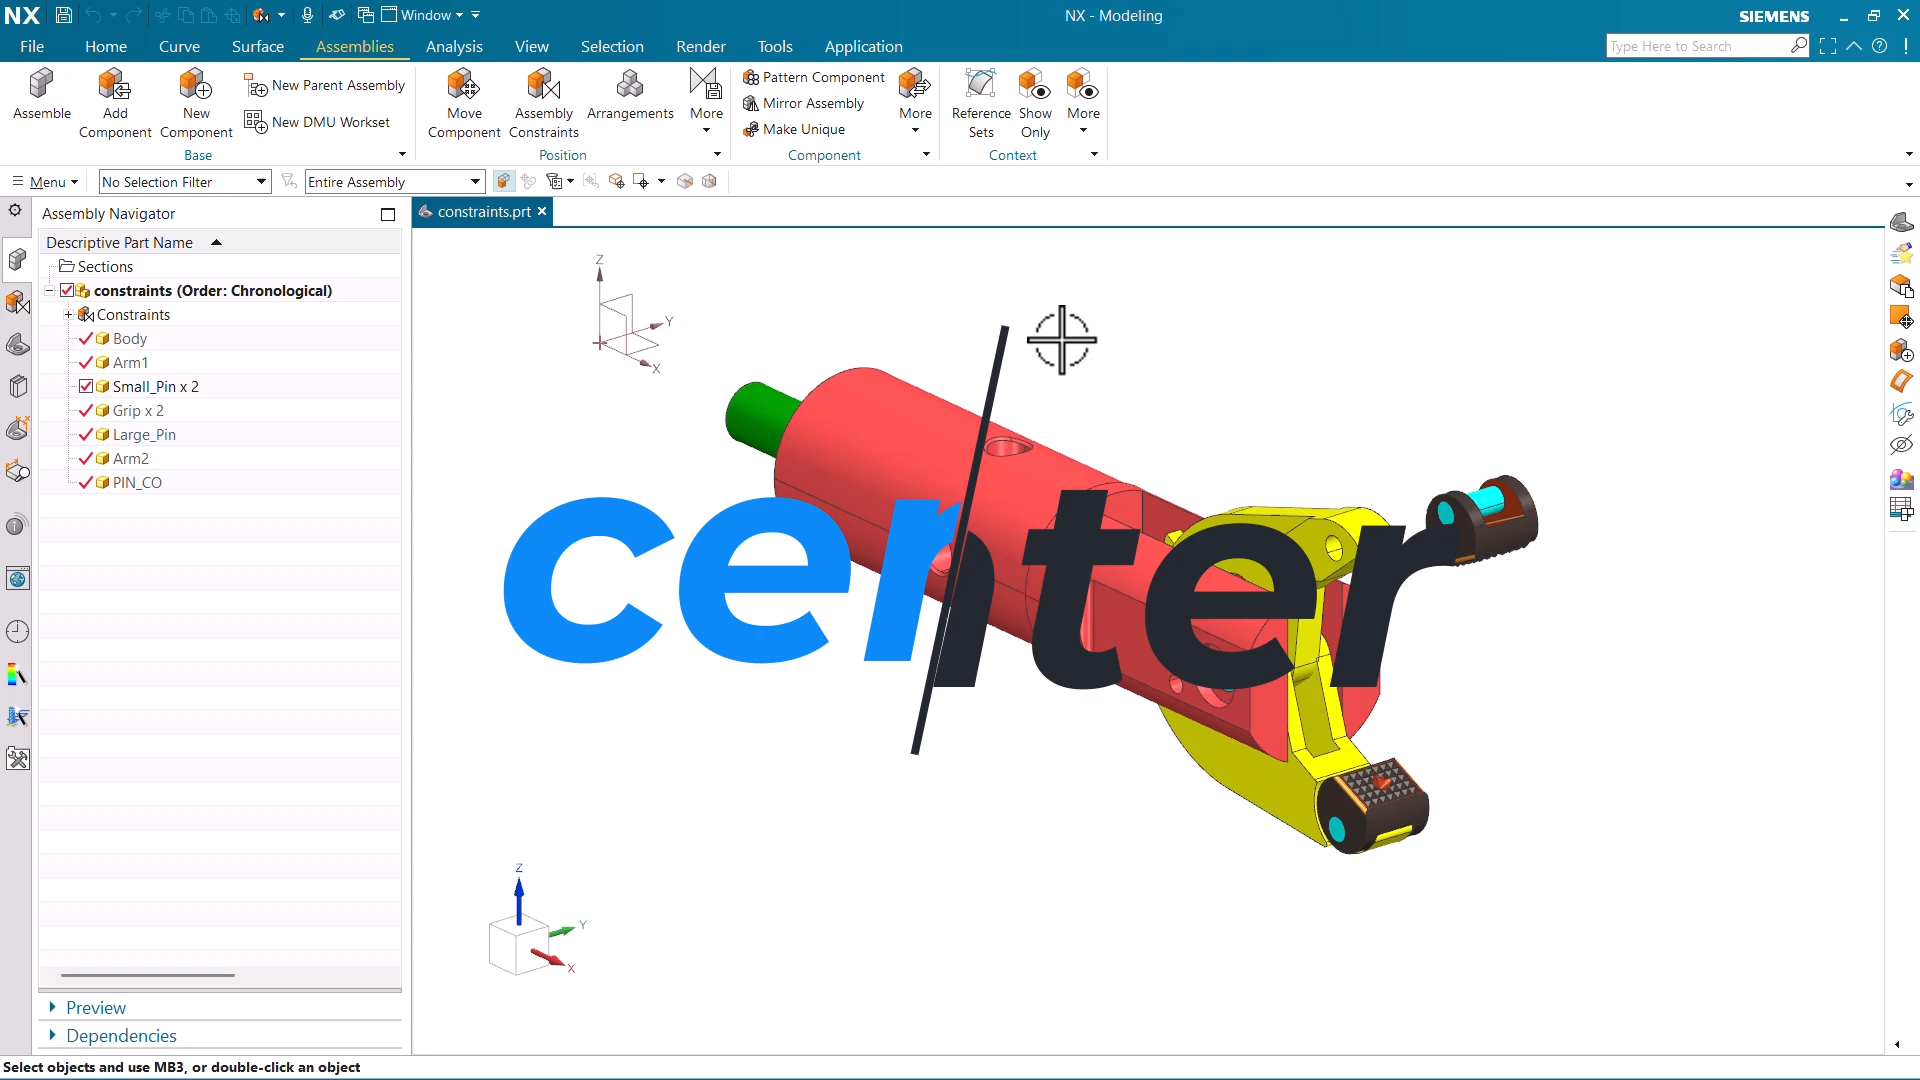 NX
Window
NX - Modeling
SIEMENS
File Home Curve Surface Assemblies Analysis View Selection Render Tools Application
Type Here to Search
Assemble
Add Component
New Component
New Parent Assembly
New DMU Workset
Base
Move Component
Assembly Constraints
Arrangements
More
Position
Pattern Component
Mirror Assembly
Make Unique
More
Component
Reference Sets
Show Only
More
Context
Menu
No Selection Filter
Entire Assembly
Assembly Navigator
constraints.prt
Descriptive Part Name
Sections
constraints (Order: Chronological)
Constraints
Body
Arm1
Small_Pin x 2
Grip x 2
Large_Pin
Arm2
PIN_CO
Z
Y
X
center
Z
Y
X
Preview
Dependencies
Select objects and use MB3, or double-click an object